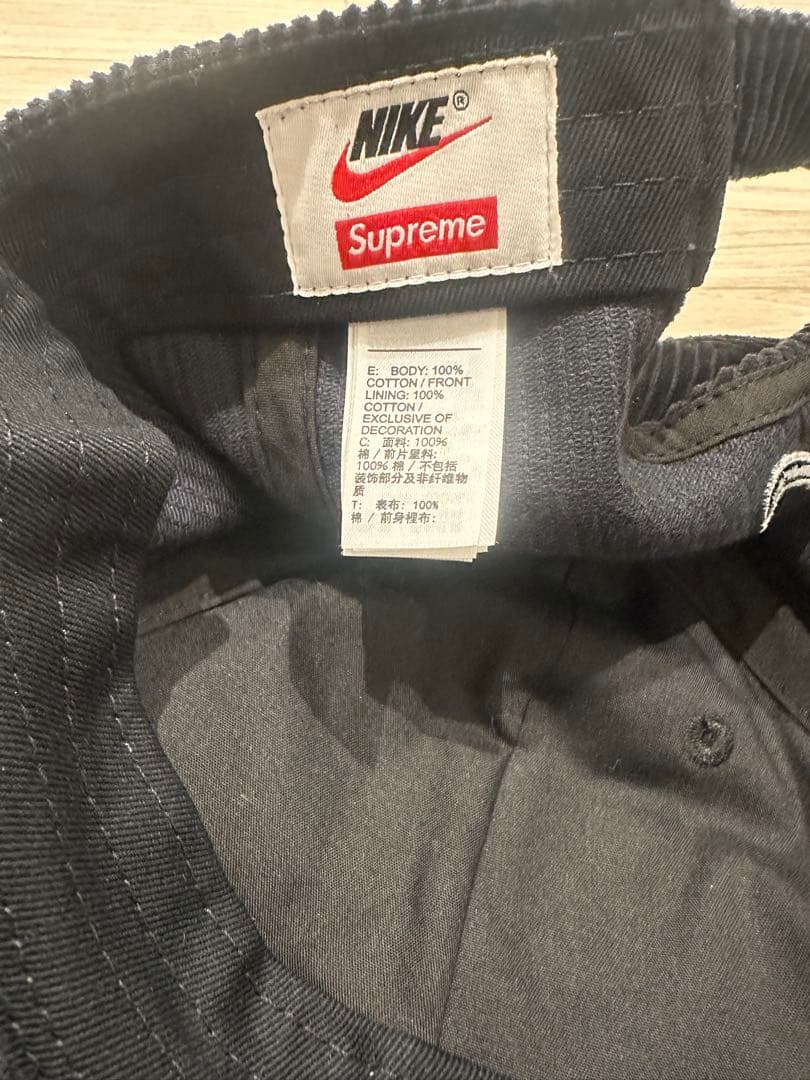 NIKE®
Supreme
E: BODY: 100%
COTTON / FRONT
LINING: 100%
COTTON /
EXCLUSIVE OF
DECORATION
C: 面料: 100%
棉 / 前片里料:
100% 棉 / 不包括
装饰部分及非纤维物
质
T: 表布: 100%
棉 / 前身裡布: